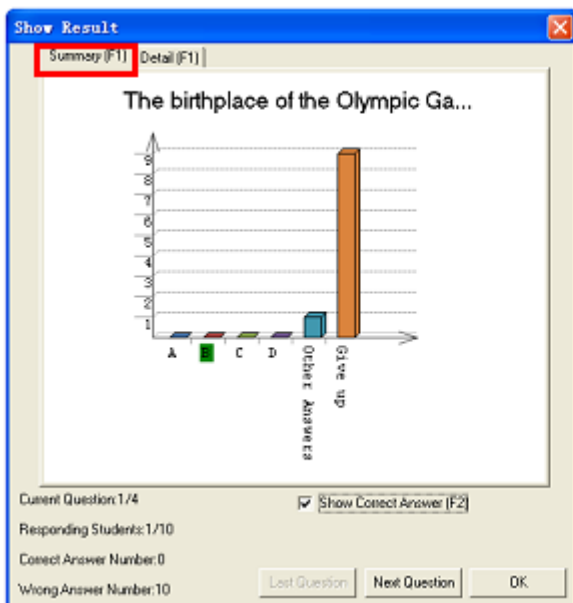 Show Result
Summary (F1) Detail (F1)
The birthplace of the Olympic Ga...
9
8
7
6
5
4
3
2
1
A B C D Other Answers Give up
Current Question:1/4
Show Correct Answer (F2)
Responding Students:1/10
Correct Answer Number:0
Wrong Answer Number:10
Last Question Next Question OK